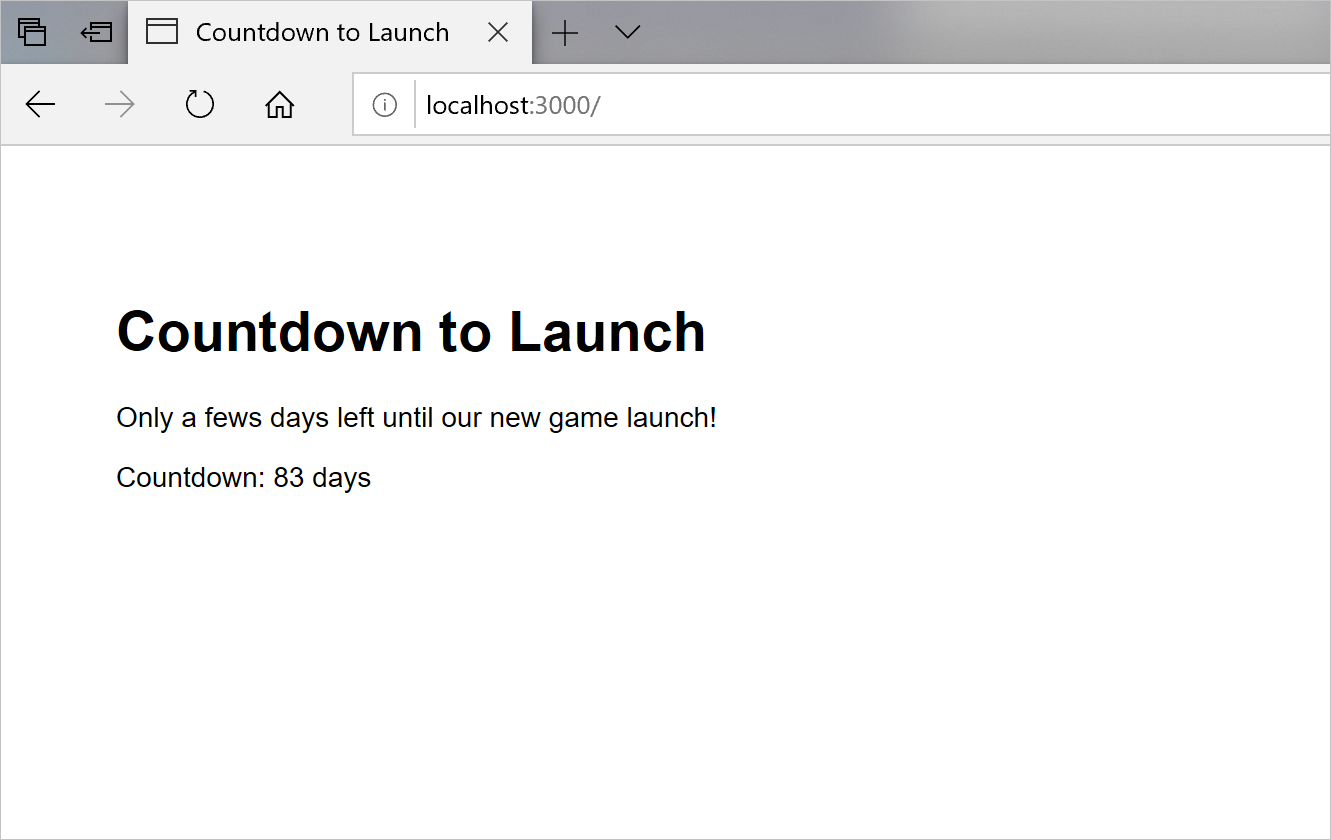 Countdown to Launch
localhost:3000/
Countdown to Launch
Only a fews days left until our new game launch!
Countdown: 83 days